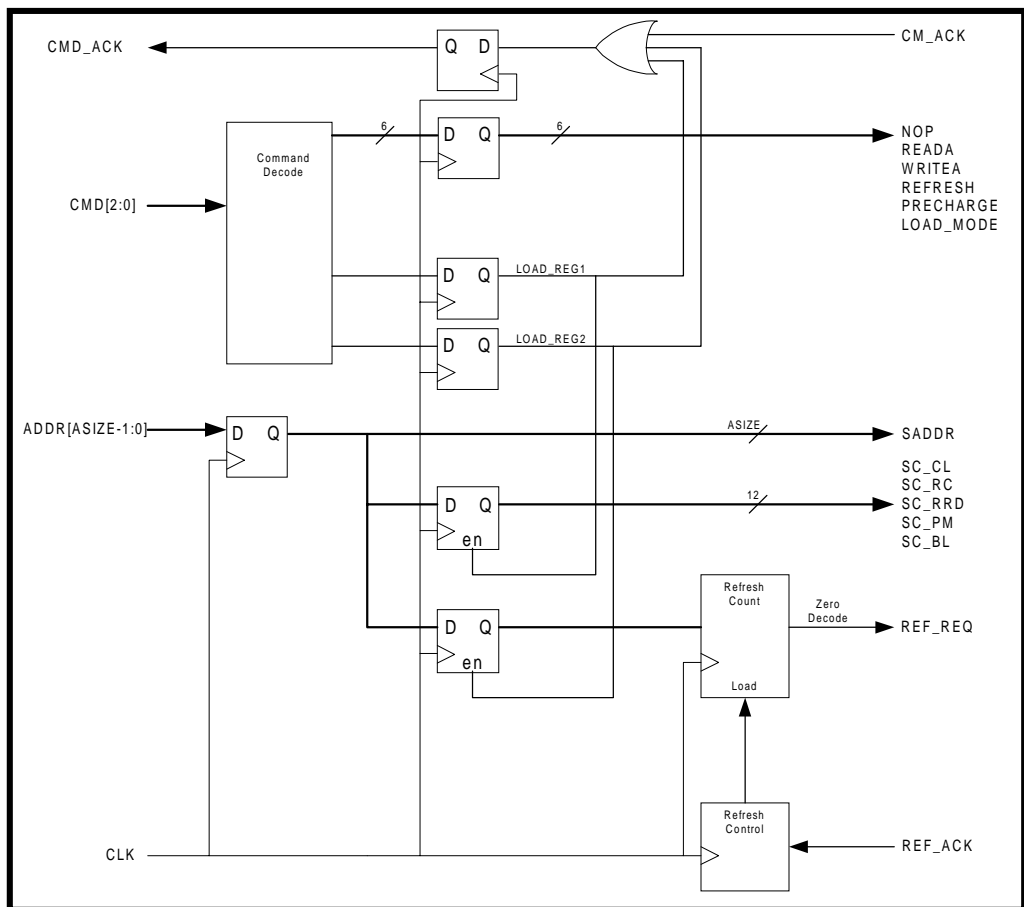 CMD_ACK
Q D
CM_ACK
6
D Q
6
NOP
READA
WRITEA
REFRESH
PRECHARGE
LOAD_MODE
Command
Decode
CMD[2:0]
D Q
LOAD_REG1
D Q
LOAD_REG2
ADDR[ASIZE-1:0]
D Q
ASIZE
SADDR
D Q
en
12
SC_CL
SC_RC
SC_RRD
SC_PM
SC_BL
D Q
en
Refresh
Count
Load
Zero
Decode
REF_REQ
Refresh
Control
CLK
REF_ACK